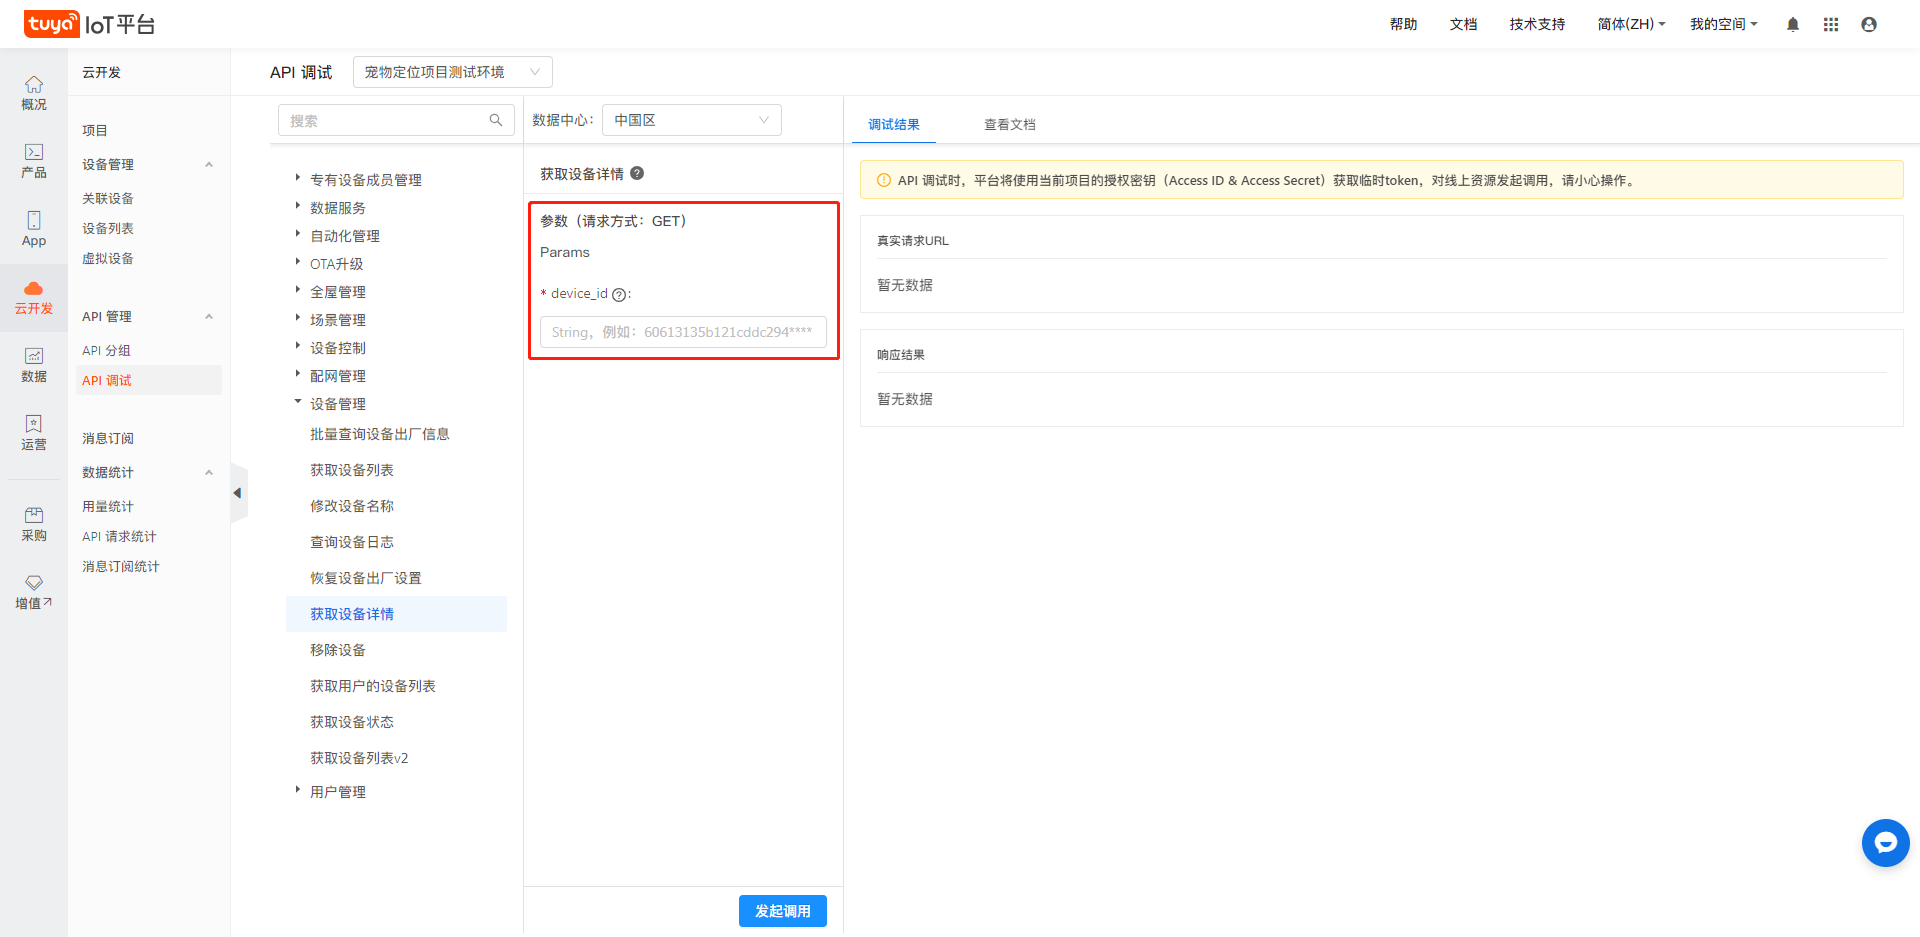 tuya IoT平台
帮助
文档
技术支持
简体(ZH)
我的空间
概况
产品
App
云开发
数据
运营
采购
增值
云开发
项目
设备管理
关联设备
设备列表
虚拟设备
API 管理
API 分组
API 调试
消息订阅
数据统计
用量统计
API 请求统计
消息订阅统计
API 调试
宠物定位项目测试环境
搜索
专有设备成员管理
数据服务
自动化管理
OTA升级
全屋管理
场景管理
设备控制
配网管理
设备管理
批量查询设备出厂信息
获取设备列表
修改设备名称
查询设备日志
恢复设备出厂设置
获取设备详情
移除设备
获取用户的设备列表
获取设备状态
获取设备列表v2
用户管理
数据中心：
中国区
获取设备详情
参数（请求方式：GET）
Params
* device_id :
String，例如：60613135b121cddc294****
发起调用
调试结果
查看文档
API 调试时，平台将使用当前项目的授权密钥（Access ID & Access Secret）获取临时token，对线上资源发起调用，请小心操作。
真实请求URL
暂无数据
响应结果
暂无数据